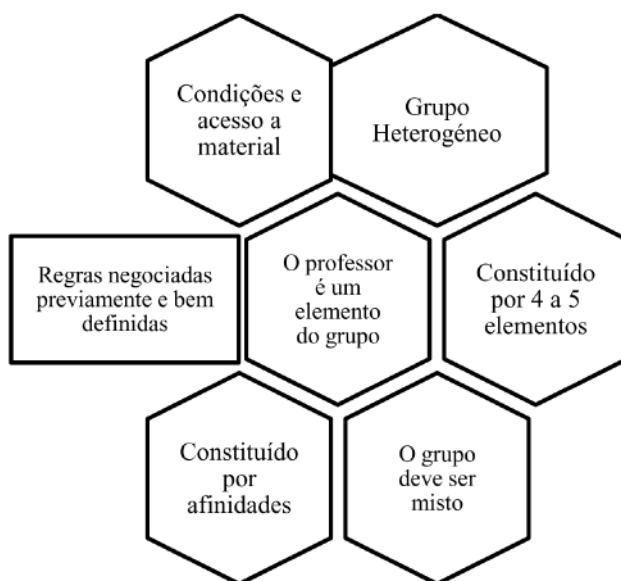 Condições e
acesso a
material
Grupo
Heterogéneo
Regras negociadas
previamente e bem
definidas
O professor
é um
elemento
do grupo
Constituído
por 4 a 5
elementos
Constituído
por
afinidades
O grupo
deve ser
misto